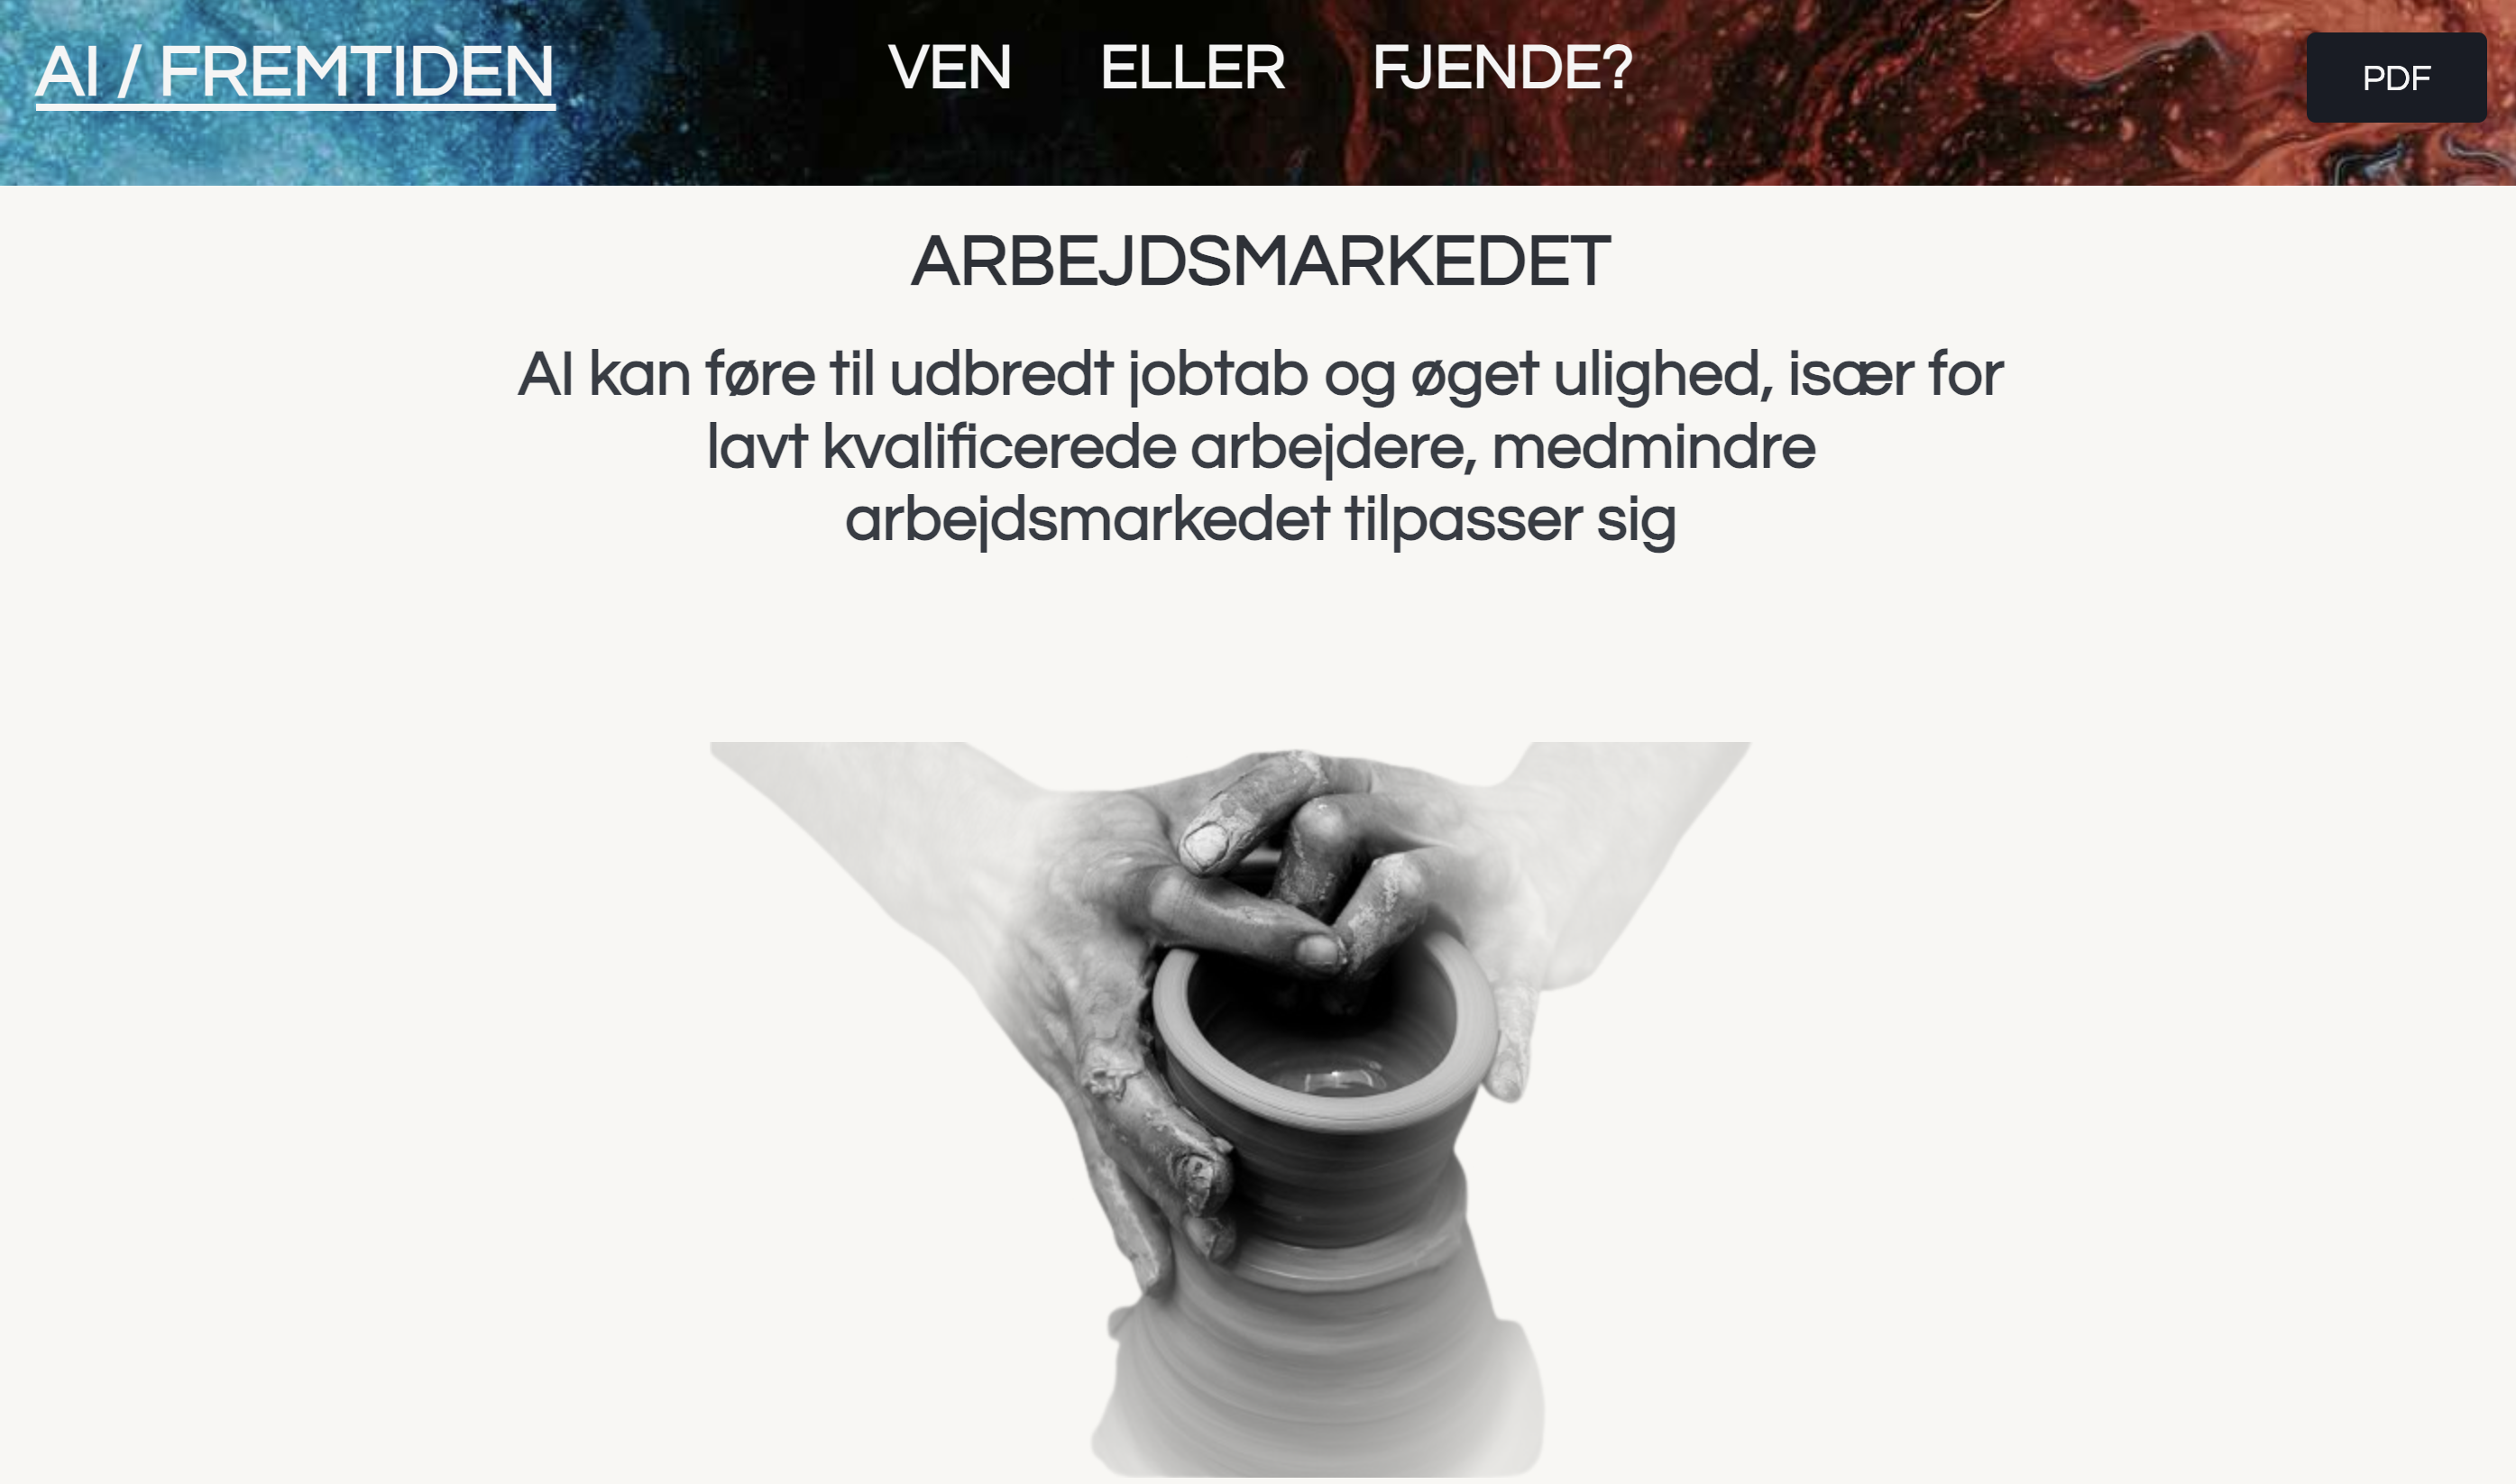 AI / FREMTIDEN
VEN ELLER FJENDE?
PDF
ARBEJDSMARKEDET
AI kan føre til udbredt jobtab og øget ulighed, især for
lavt kvalificerede arbejdere, medmindre
arbejdsmarkedet tilpasser sig